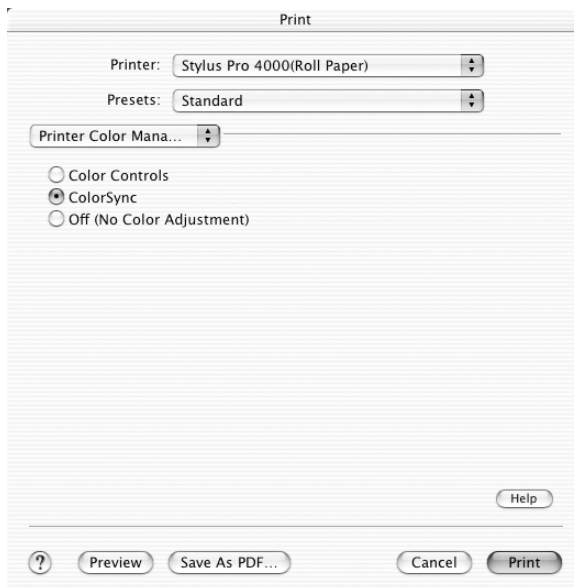 Print
Printer: Stylus Pro 4000(Roll Paper)
Presets: Standard
Printer Color Mana...
Color Controls
ColorSync
Off (No Color Adjustment)
Help
? Preview Save As PDF... Cancel Print